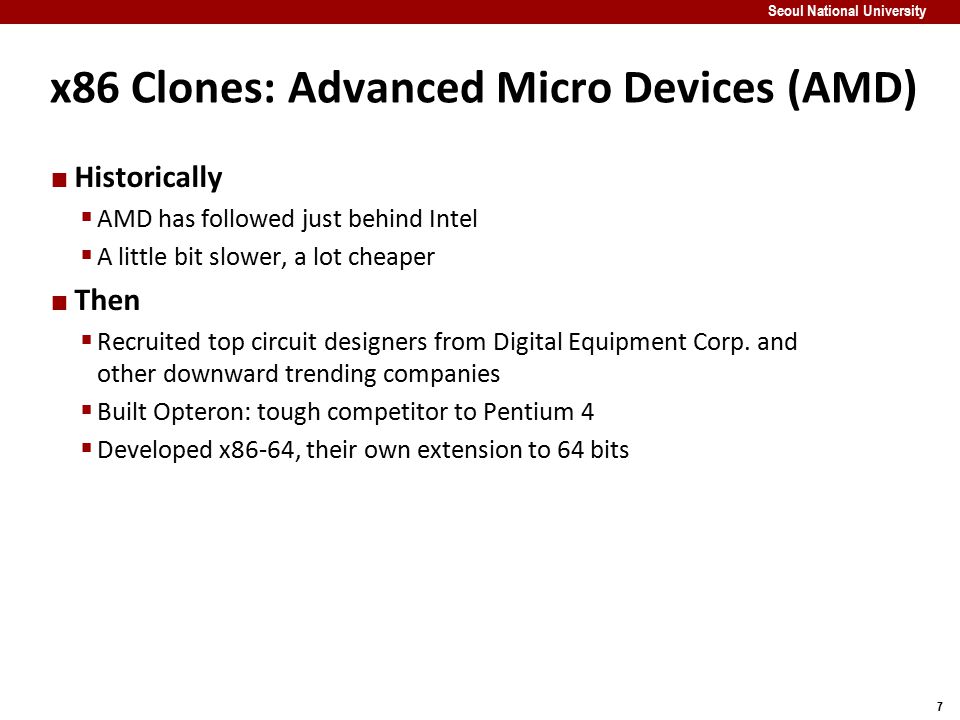 Seoul National University
x86 Clones: Advanced Micro Devices (AMD)
Historically
AMD has followed just behind Intel
A little bit slower, a lot cheaper
Then
Recruited top circuit designers from Digital Equipment Corp. and
other downward trending companies
Built Opteron: tough competitor to Pentium 4
Developed x86-64, their own extension to 64 bits
7